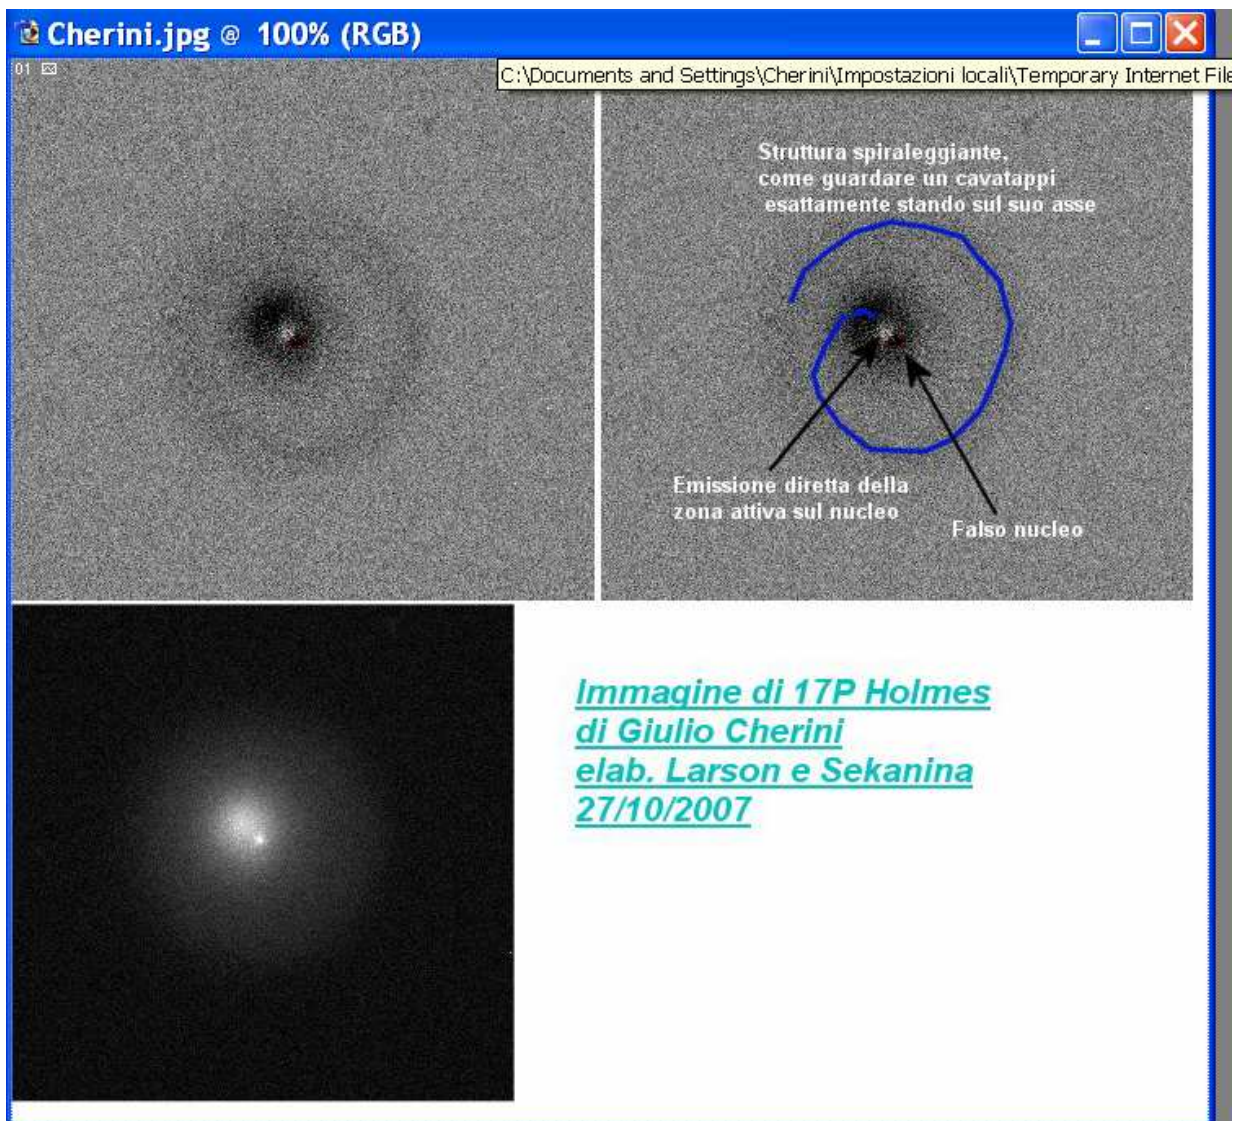 Cherini.jpg @ 100% (RGB)
01
C:\Documents and Settings\Cherini\Impostazioni locali\Temporary Internet File
Struttura spiraleggiante,
come guardare un cavatappi
esattamente stando sul suo asse
Emissione diretta della
zona attiva sul nucleo
Falso nucleo
Immagine di 17P Holmes
di Giulio Cherini
elab. Larson e Sekanina
27/10/2007